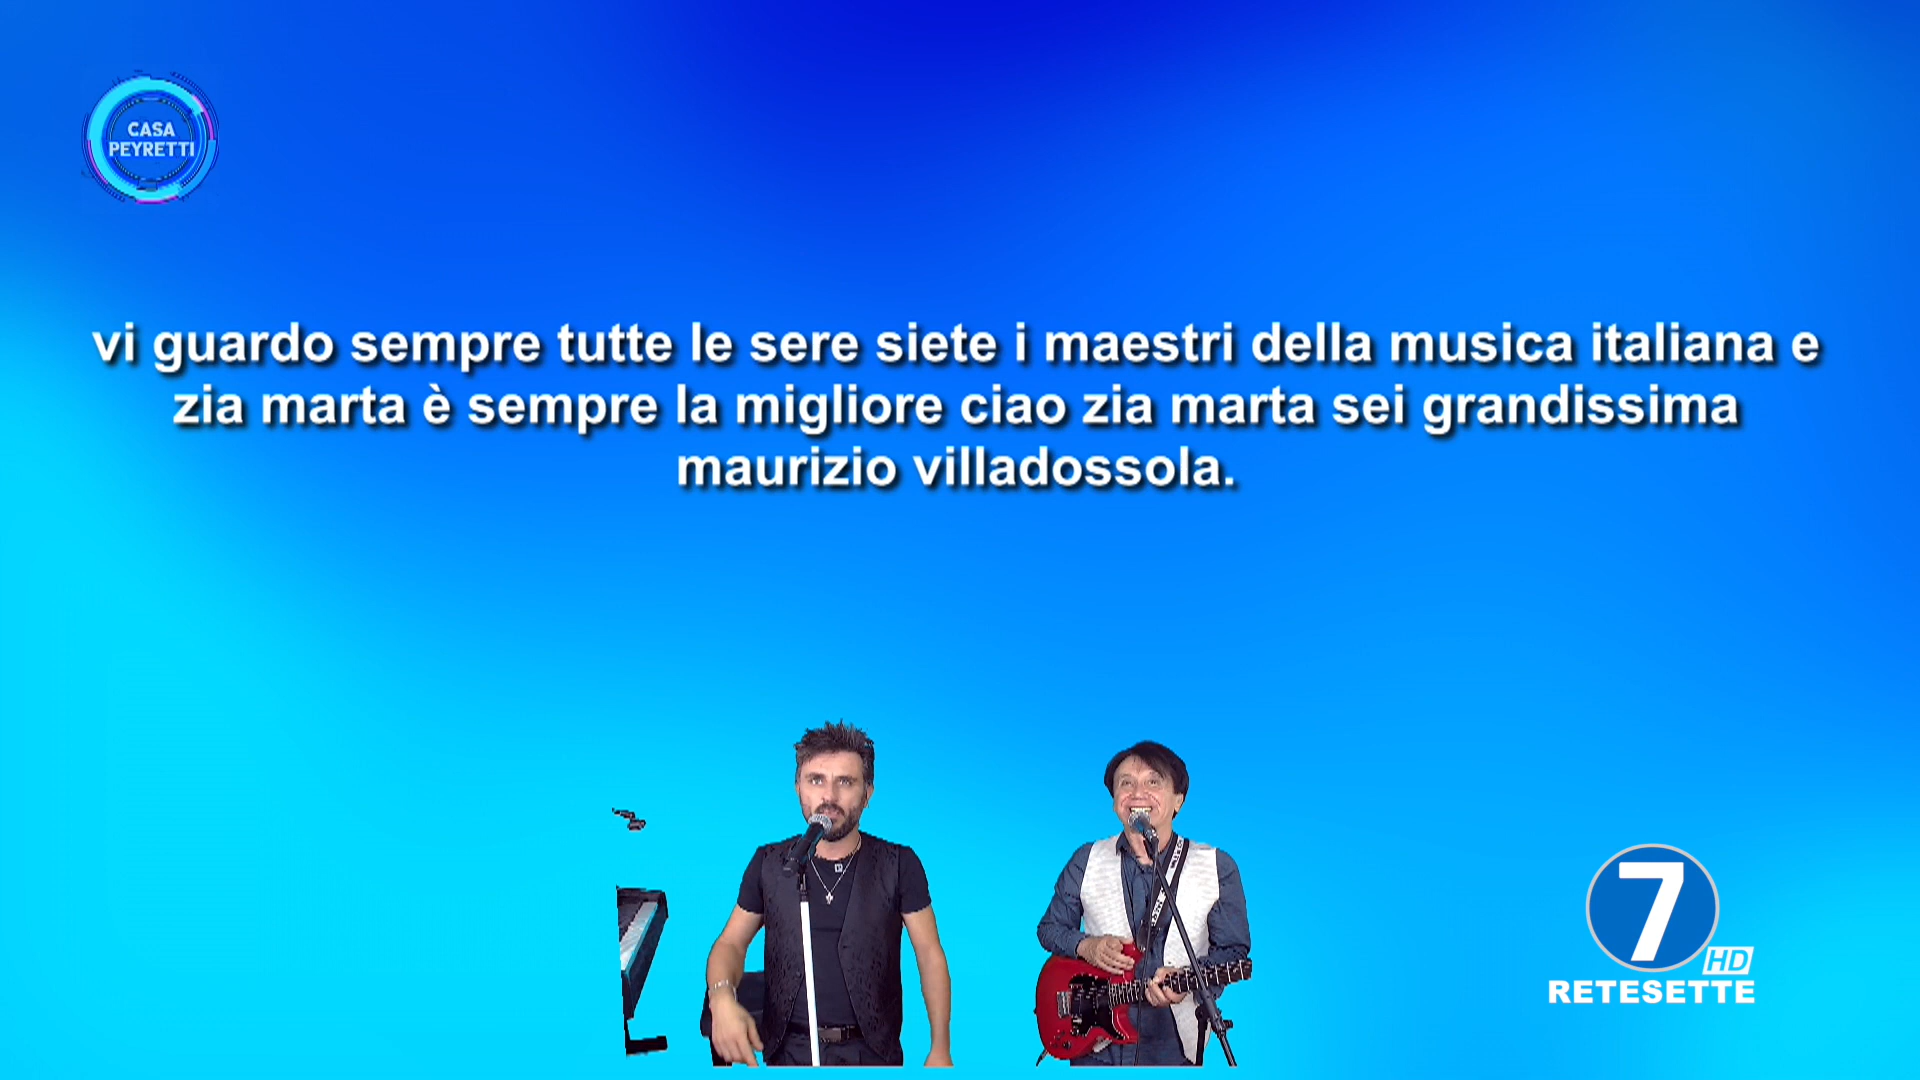 CASA
PEYRETTI
vi guardo sempre tutte le sere siete i maestri della musica italiana e
zia marta è sempre la migliore ciao zia marta sei grandissima
maurizio villadossola.
7
HD
RETESETTE